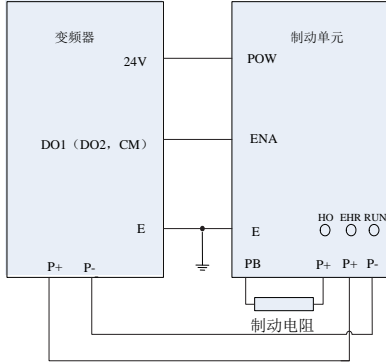 变频器
制动单元
24V
POW
DO1（DO2，CM）
ENA
E
E
HO EHR RUN
P+ P-
PB P+ P+ P-
制动电阻